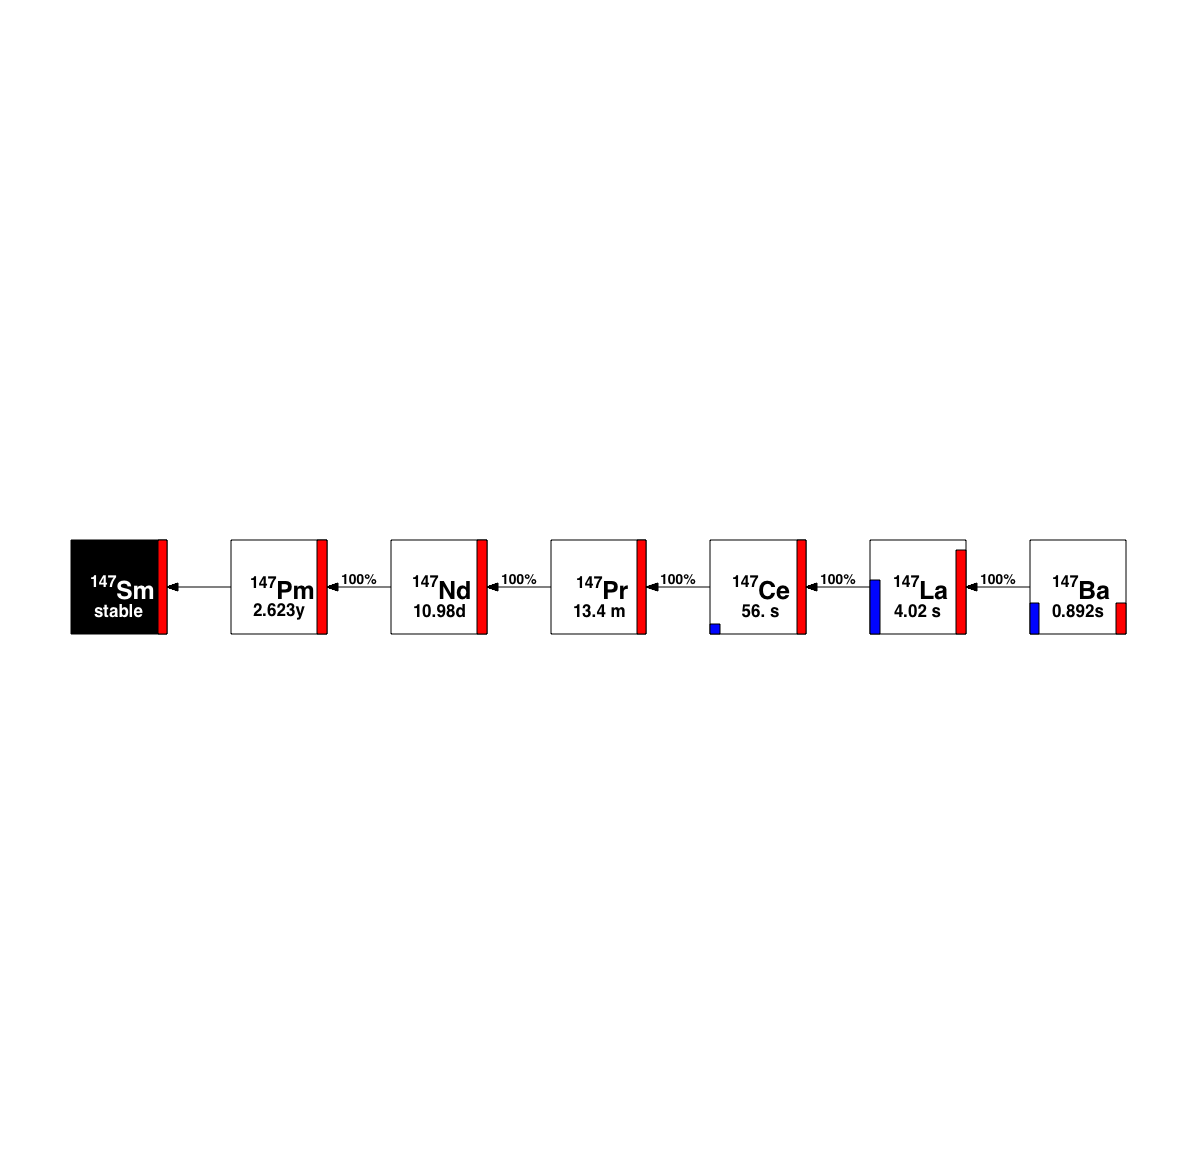 147Sm
stable
147Pm
2.623y
100%
147Nd
10.98d
100%
147Pr
13.4 m
100%
147Ce
56. s
100%
147La
4.02 s
100%
147Ba
0.892s